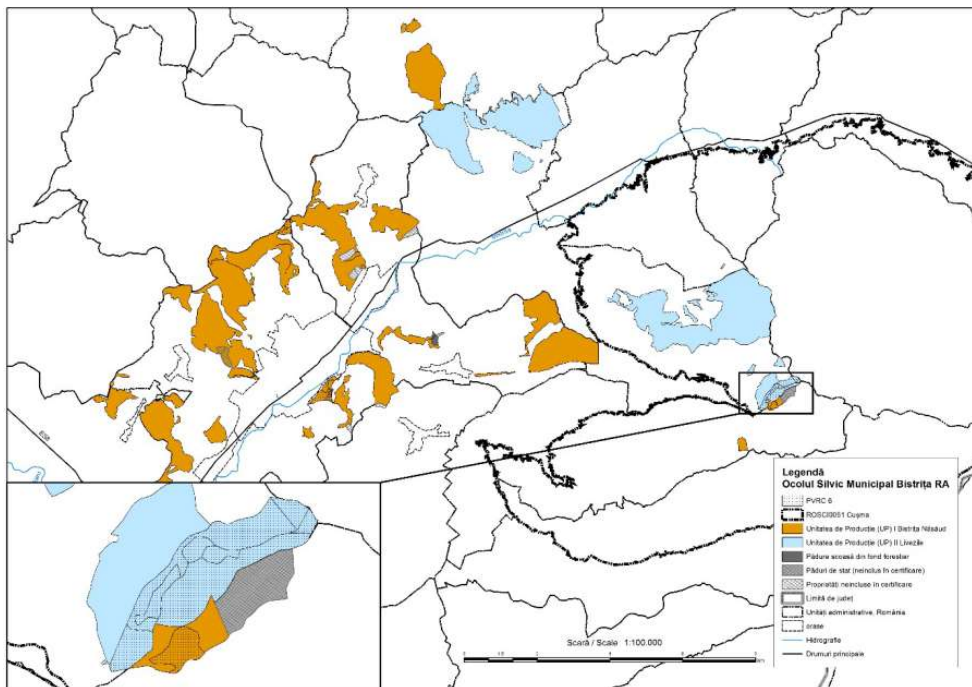 Legendă
Ocolul Silvic Municipal Bistrița RA
PVRC 6
ROSCI0051 Cușma
Unitatea de Producție (UP) I Bistrița Năsăud
Unitatea de Producție (UP) II Livezile
Pădure scoasă din fond forestier
Păduri de stat (neinclus în certificare)
Proprietăți neincluse în certificare
Limită de județ
Unități administrative, România
orase
Hidrografie
Drumuri principale
Scară / Scale 1:100.000